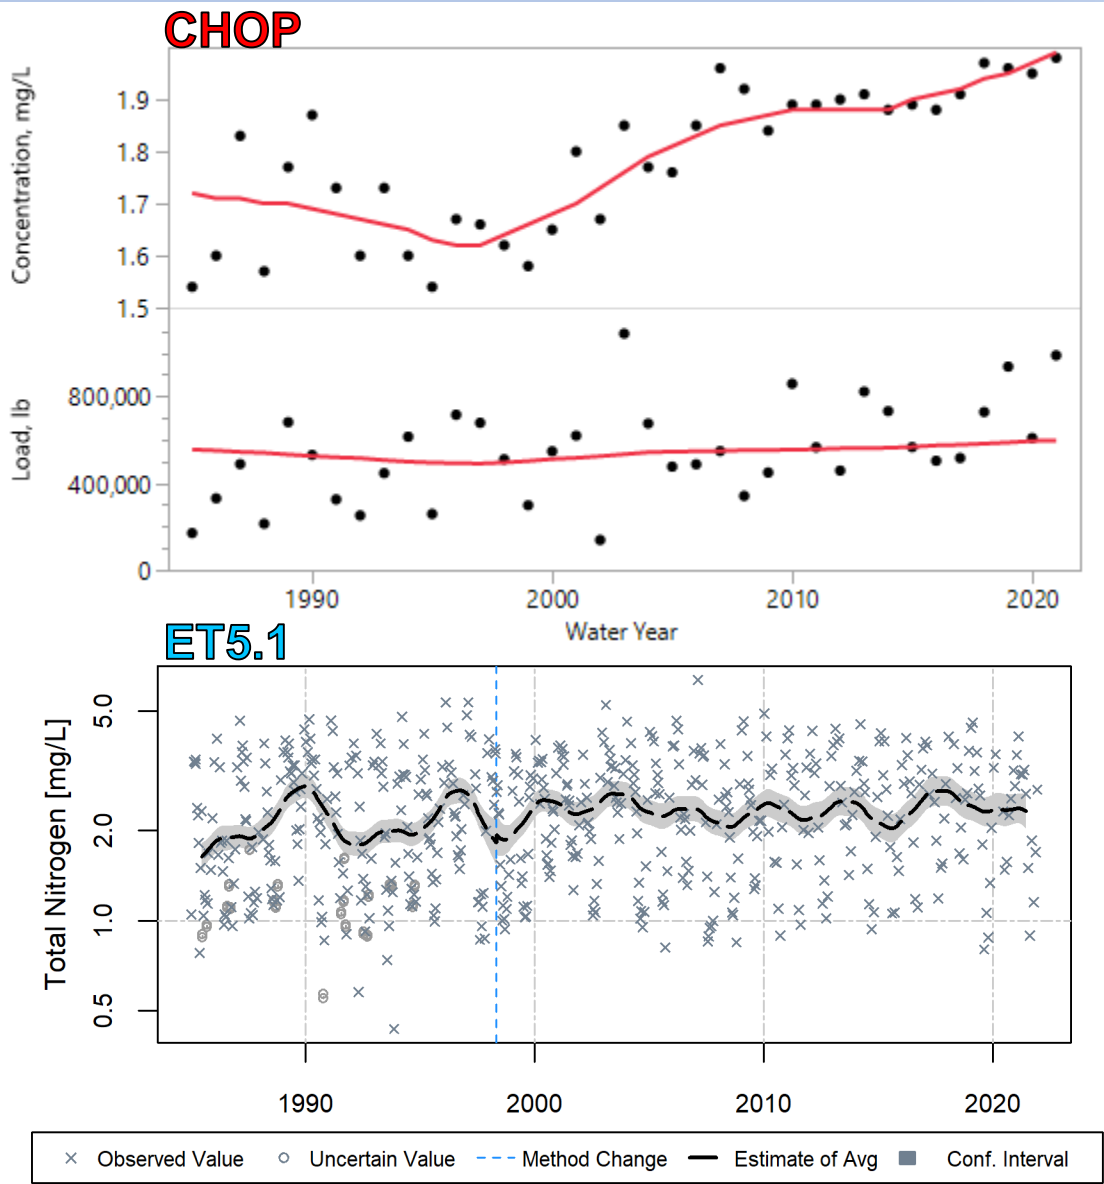 CHOP
Concentration, mg/L
1.9
1.8
1.7
1.6
1.5
Load, lb
800,000
400,000
0
1990 2000 2010 2020
Water Year
ET5.1
Total Nitrogen [mg/L]
5.0
2.0
1.0
0.5
1990 2000 2010 2020
Observed Value Uncertain Value Method Change Estimate of Avg Conf. Interval